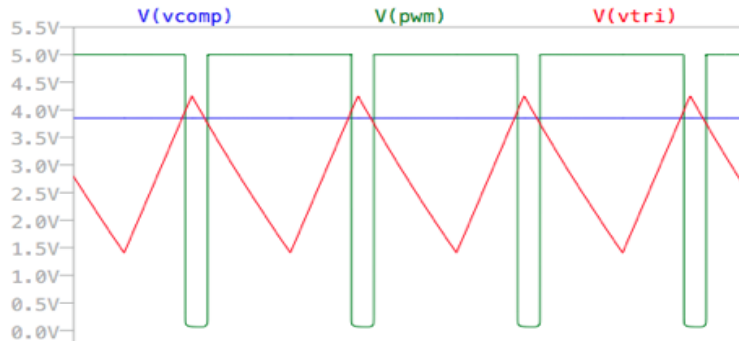 V(vcomp) V(pwm) V(vtri)
5.5V
5.0V
4.5V
4.0V
3.5V
3.0V
2.5V
2.0V
1.5V
1.0V
0.5V
0.0V